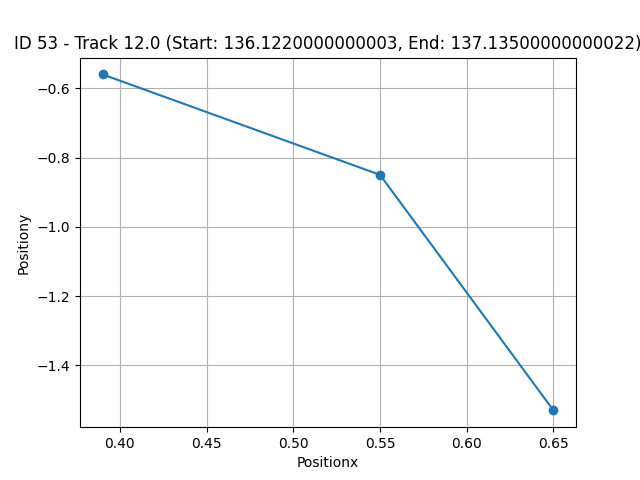 ID 53 - Track 12.0 (Start: 136.1220000000003, End: 137.13500000000022)
−0.6
−0.8
−1.0
−1.2
−1.4
Positiony
0.40 0.45 0.50 0.55 0.60 0.65
Positionx